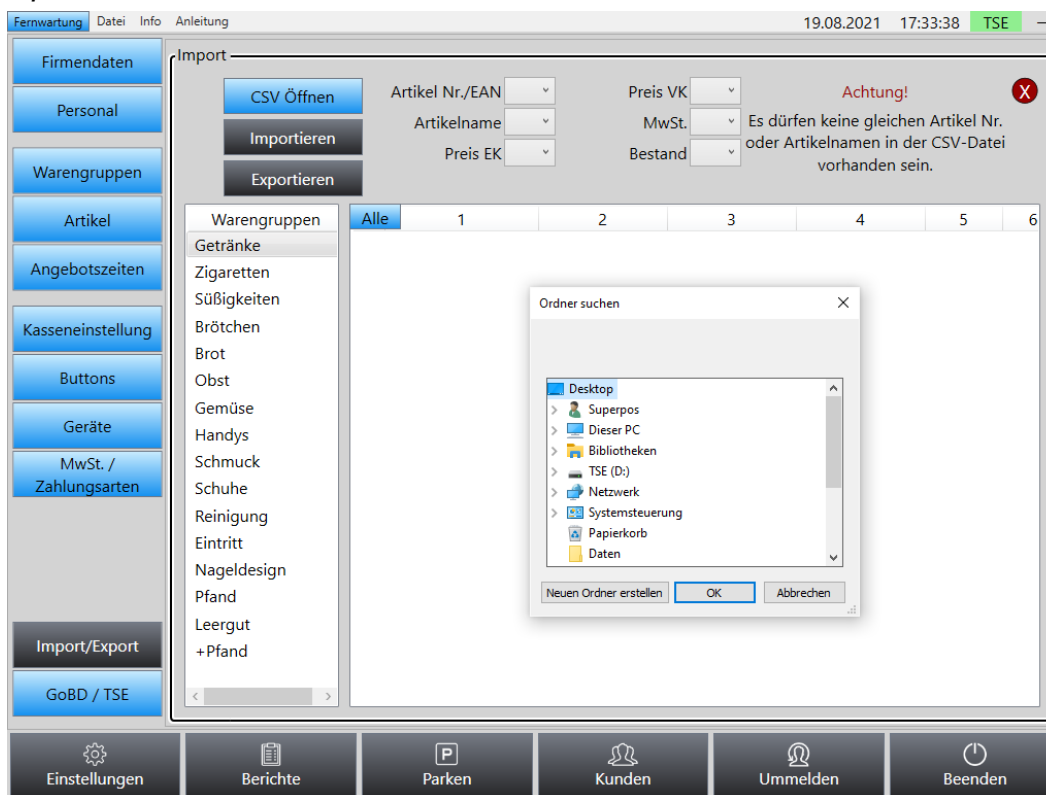 Fernwartung Datei Info Anleitung 19.08.2021 17:33:38 TSE
Firmendaten
Personal
Warengruppen
Artikel
Angebotszeiten
Kasseneinstellung
Buttons
Geräte
MwSt. /
Zahlungsarten
Import/Export
GoBD / TSE
Import
CSV Öffnen
Importieren
Exportieren
Artikel Nr./EAN
Artikelname
Preis EK
Preis VK
MwSt.
Bestand
Achtung!
X
Es dürfen keine gleichen Artikel Nr.
oder Artikelnamen in der CSV-Datei
vorhanden sein.
Warengruppen
Getränke
Zigaretten
Süßigkeiten
Brötchen
Brot
Obst
Gemüse
Handys
Schmuck
Schuhe
Reinigung
Eintritt
Nageldesign
Pfand
Leergut
+Pfand
Alle 1 2 3 4 5 6
Ordner suchen
Desktop
Superpos
Dieser PC
Bibliotheken
TSE (D:)
Netzwerk
Systemsteuerung
Papierkorb
Daten
Neuen Ordner erstellen OK Abbrechen
Einstellungen Berichte P Parken Kunden Ummelden Beenden